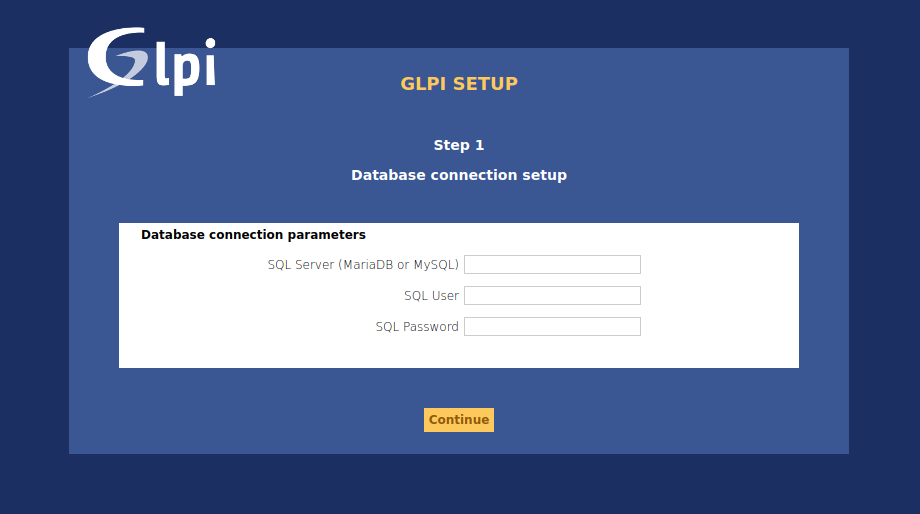 Glpi
GLPI SETUP
Step 1
Database connection setup
Database connection parameters
SQL Server (MariaDB or MySQL)
SQL User
SQL Password
Continue